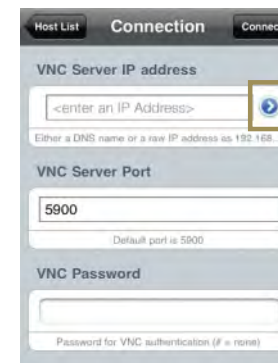 Host List Connection Connec
VNC Server IP address
<enter an IP Address>
Either a DNS name or a raw IP address as 192.168..
VNC Server Port
5900
Default port is 5900
VNC Password
Password for VNC authentication (if ≠ none)